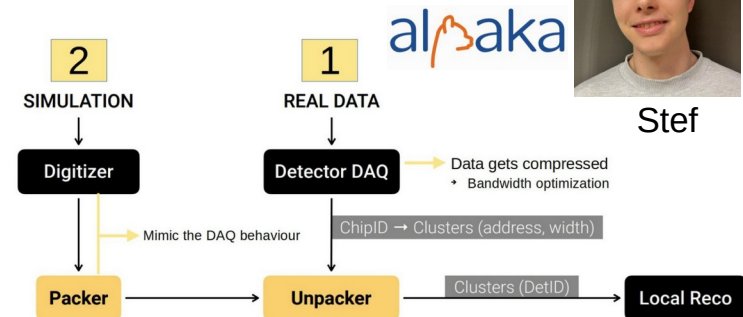 alpaka
2
1
SIMULATION
REAL DATA
Stef
Digitizer
Detector DAQ
Data gets compressed
Bandwidth optimization
Mimic the DAQ behaviour
ChipID → Clusters (address, width)
Packer
Unpacker
Clusters (DetID)
Local Reco